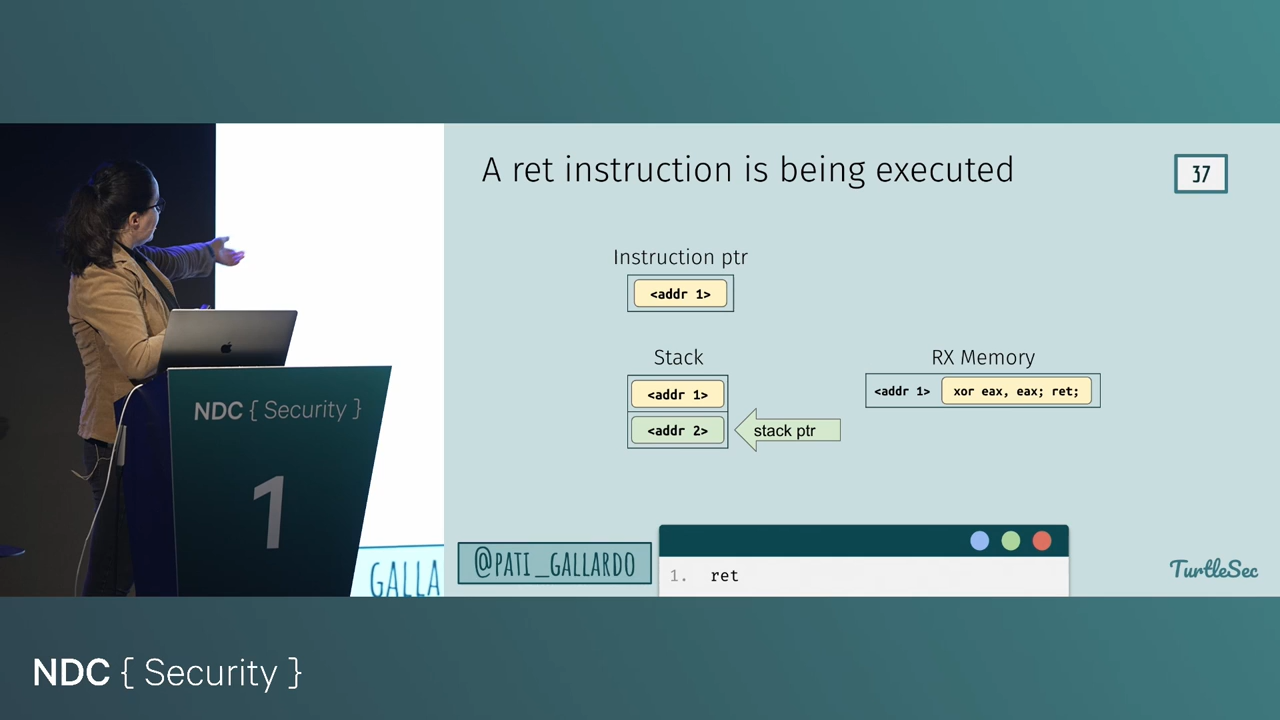 A ret instruction is being executed
37
Instruction ptr
<addr 1>
Stack
<addr 1>
<addr 2>
stack ptr
RX Memory
<addr 1> xor eax, eax; ret;
@PATI_GALLARDO
1. ret
TurtleSec
NDC { Security }
1
GALLA
NDC { Security }